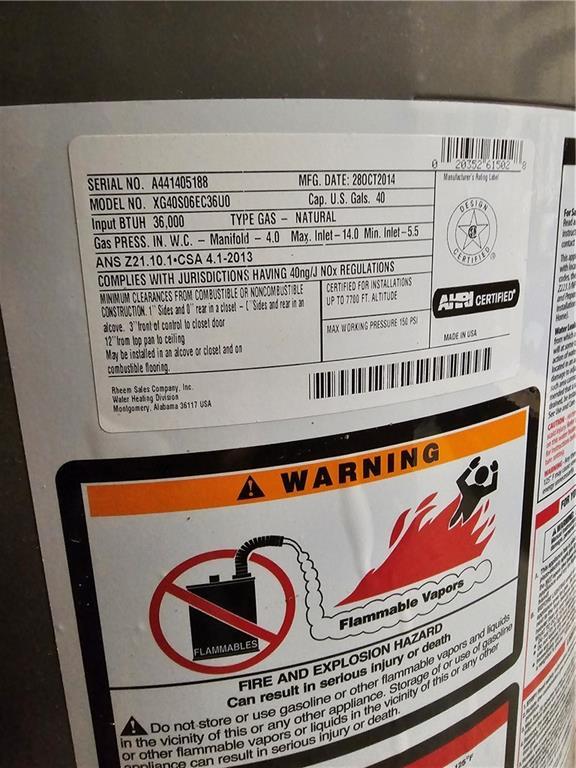 0 20352 61502 8
Manufacturer's Rating Label
SERIAL NO. A441405188 MFG. DATE: 28OCT2014
MODEL NO. XG40S06EC36U0 Cap. U.S. Gals. 40
Input BTUH 36,000 TYPE GAS - NATURAL
Gas PRESS. IN. W.C. - Manifold - 4.0 Max. Inlet-14.0 Min. Inlet-5.5
ANS Z21.10.1•CSA 4.1-2013
COMPLIES WITH JURISDICTIONS HAVING 40ng/J NOx REGULATIONS
MINIMUM CLEARANCES FROM COMBUSTIBLE OR NONCOMBUSTIBLE
CONSTRUCTION. 1" Sides and 0" rear in a closet - Sides and rear in an
alcove. 3" front of control to closet door
12" from top pan to ceiling
May be installed in an alcove or closet and on
combustible flooring.
CERTIFIED FOR INSTALLATIONS
UP TO 7700 FT. ALTITUDE
MAX WORKING PRESSURE 150 PSI
DESIGN
CERTIFIED
AHRI CERTIFIED®
MADE IN USA
Rheem Sales Company, Inc.
Water Heating Division
Montgomery, Alabama 36117 USA
WARNING
FLAMMABLES
Flammable Vapors
FIRE AND EXPLOSION HAZARD
Can result in serious injury or death
Do not store or use gasoline or other flammable vapors and liquids
in the vicinity of this or any other appliance. Storage of or use of gasoline
or other flammable vapors or liquids in the vicinity of this or any other
appliance can result in serious injury or death.
125°F